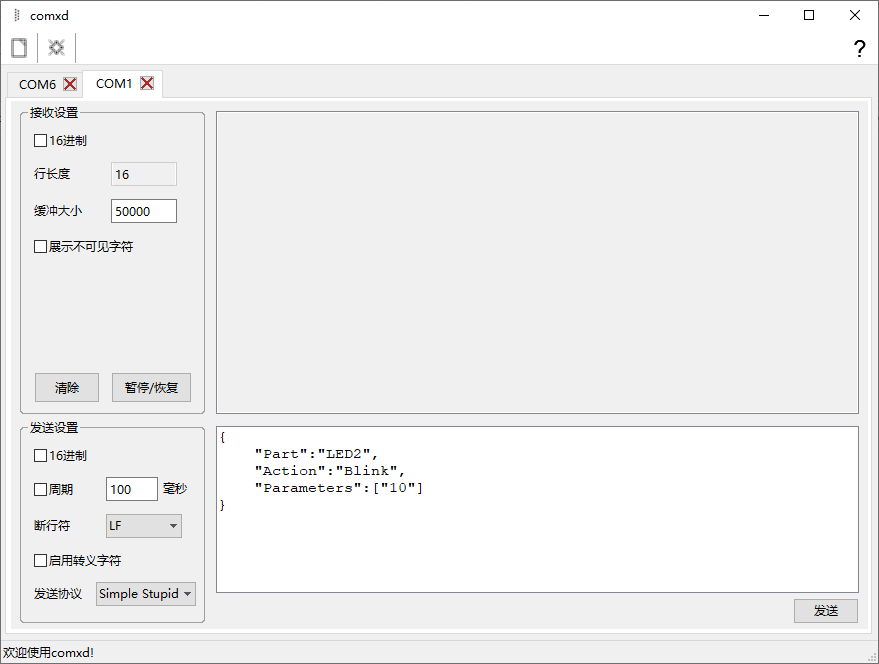 comxd
?
COM6 COM1
接收设置
16进制
行长度 16
缓冲大小 50000
展示不可见字符
清除 暂停/恢复
发送设置
16进制
周期 100 毫秒
断行符 LF
启用转义字符
发送协议 Simple Stupid
{
"Part":"LED2",
"Action":"Blink",
"Parameters":["10"]
}
发送
欢迎使用comxd!